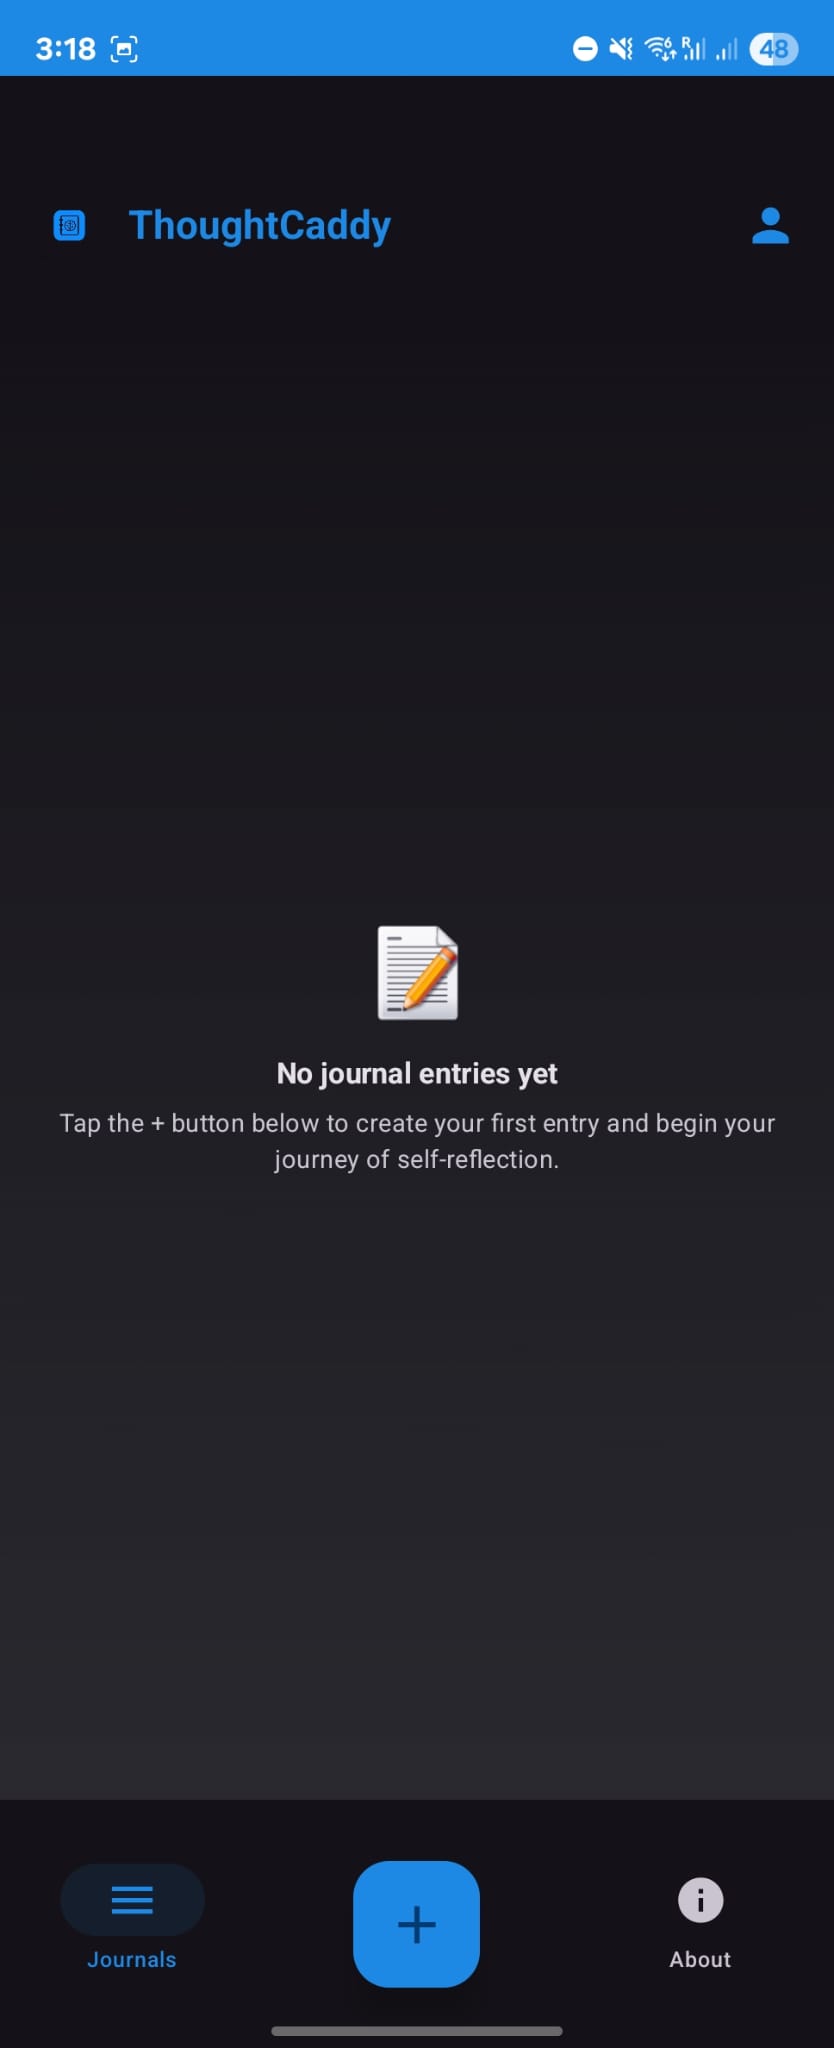 3:18
6 R 48
ThoughtCaddy
No journal entries yet
Tap the + button below to create your first entry and begin your
journey of self-reflection.
Journals
About